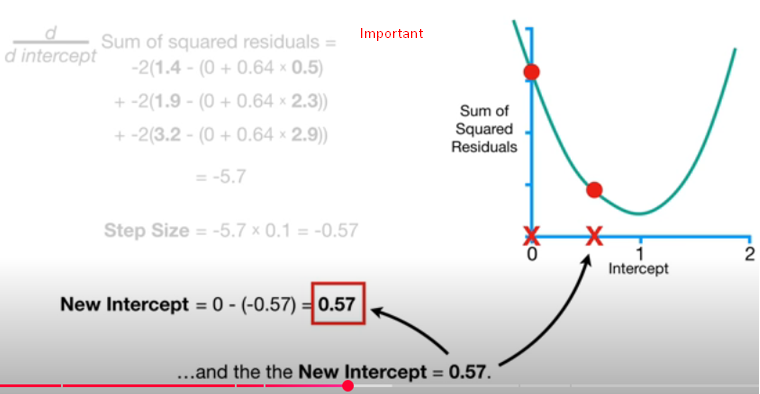 Important
d
d intercept
Sum of squared residuals =
-2(1.4 - (0 + 0.64 × 0.5)
+ -2(1.9 - (0 + 0.64 × 2.3))
+ -2(3.2 - (0 + 0.64 × 2.9))
= -5.7
Step Size = -5.7 × 0.1 = -0.57
New Intercept = 0 - (-0.57) = 0.57
...and the the New Intercept = 0.57.
Sum of
Squared
Residuals
X X
0 1 2
Intercept